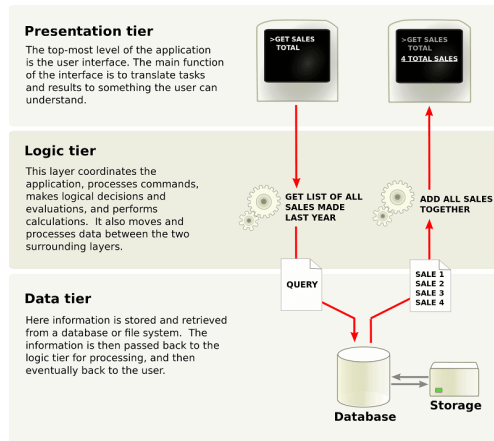 Presentation tier
The top-most level of the application
is the user interface. The main function
of the interface is to translate tasks
and results to something the user can
understand.
>GET SALES
TOTAL
>GET SALES
TOTAL
4 TOTAL SALES
Logic tier
This layer coordinates the
application, processes commands,
makes logical decisions and
evaluations, and performs
calculations. It also moves and
processes data between the two
surrounding layers.
GET LIST OF ALL
SALES MADE
LAST YEAR
ADD ALL SALES
TOGETHER
QUERY
SALE 1
SALE 2
SALE 3
SALE 4
Data tier
Here information is stored and retrieved
from a database or file system. The
information is then passed back to the
logic tier for processing, and then
eventually back to the user.
Database
Storage